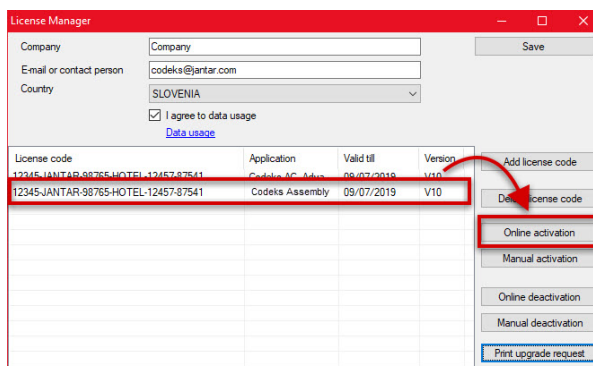 License Manager
Company
Company
Save
E-mail or contact person
codeks@jantar.com
Country
SLOVENIA
I agree to data usage
Data usage
License code Application Valid till Version
Add license code
12345-JANTAR-98765-HOTEL-12457-87541 Codeks AC, Adva 09/07/2019 V10
12345-JANTAR-98765-HOTEL-12457-87541 Codeks Assembly 09/07/2019 V10
license code
Online activation
Manual activation
Online deactivation
Manual deactivation
Print upgrade request